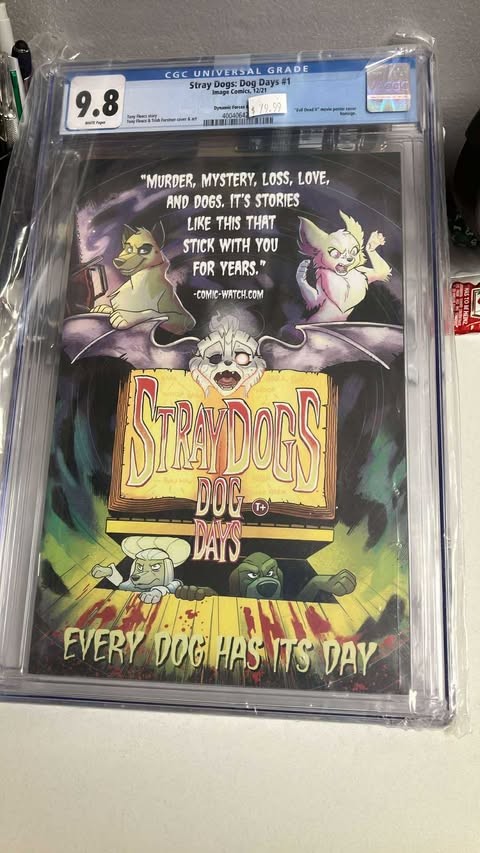 CGC UNIVERSAL GRADE
9.8
WHITE Pages
Stray Dogs: Dog Days #1
Image Comics, 12/21
Dynamic Forces
Tony Fleecs story
Tony Fleecs & Trish Forstner cover & art
"Evil Dead II" movie poster cover
homage.
$ 79.99
"MURDER, MYSTERY, LOSS, LOVE,
AND DOGS. IT'S STORIES
LIKE THIS THAT
STICK WITH YOU
FOR YEARS."
-COMIC-WATCH.COM
STRAY DOGS
DOG
DAYS
T+
EVERY DOG HAS ITS DAY